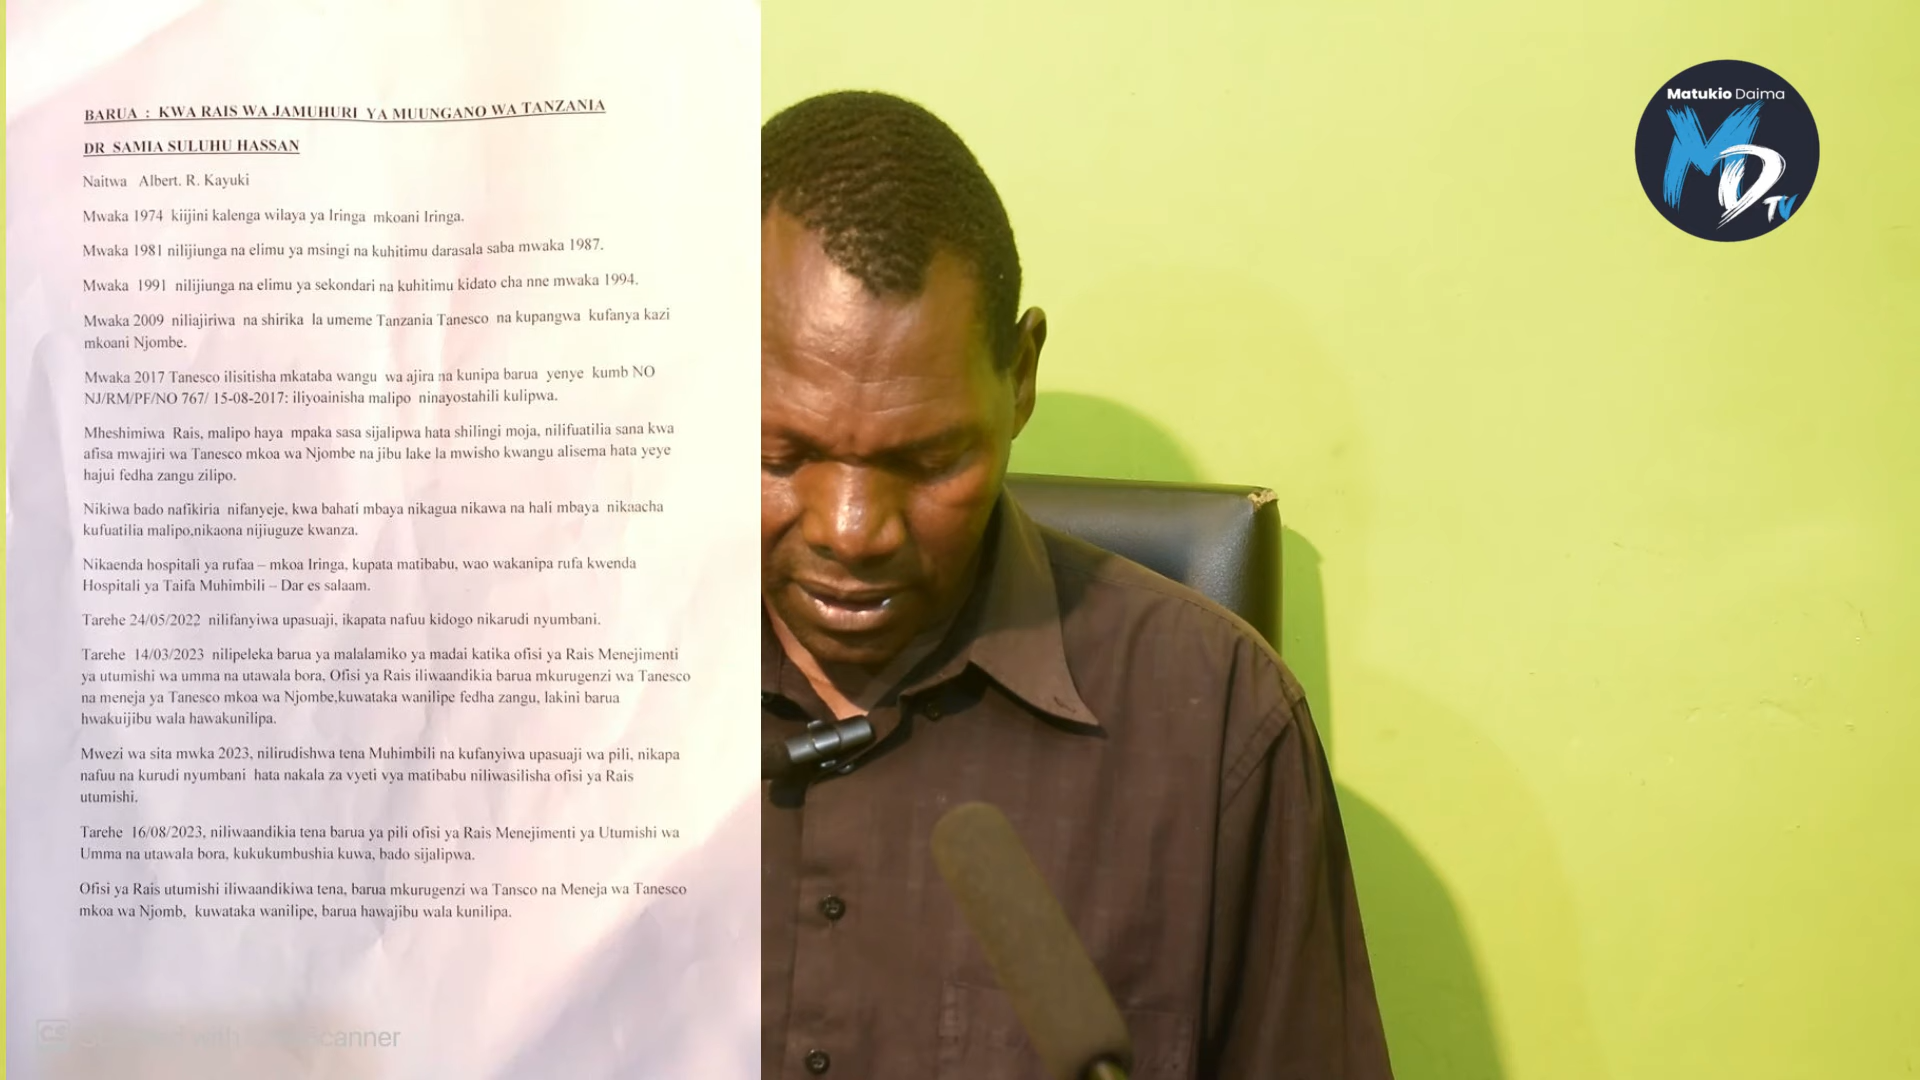 BARUA : KWA RAIS WA JAMUHURI YA MUUNGANO WA TANZANIA
DR SAMIA SULUHU HASSAN
Naitwa Albert. R. Kayuki
Mwaka 1974 kiijini kalenga wilaya ya Iringa mkoani Iringa.
Mwaka 1981 nilijiunga na elimu ya msingi na kuhitimu darasala saba mwaka 1987.
Mwaka 1991 nilijiunga na elimu ya sekondari na kuhitimu kidato cha nne mwaka 1994.
Mwaka 2009 niliajiriwa na shirika la umeme Tanzania Tanesco na kupangwa kufanya kazi
mkoani Njombe.
Mwaka 2017 Tanesco ilisitisha mkataba wangu wa ajira na kunipa barua yenye kumb NO
NJ/RM/PF/NO 767/ 15-08-2017: iliyoainisha malipo ninayostahili kulipwa.
Mheshimiwa Rais, malipo haya mpaka sasa sijalipwa hata shilingi moja, nilifuatilia sana kwa
afisa mwajiri wa Tanesco mkoa wa Njombe na jibu lake la mwisho kwangu alisema hata yeye
hajui fedha zangu zilipo.
Nikiwa bado nafikiria nifanyeje, kwa bahati mbaya nikagua nikawa na hali mbaya nikaacha
kufuatilia malipo,nikaona nijiuguze kwanza.
Nikaenda hospitali ya rufaa – mkoa Iringa, kupata matibabu, wao wakanipa rufa kwenda
Hospitali ya Taifa Muhimbili – Dar es salaam.
Tarehe 24/05/2022 nilifanyiwa upasuaji, ikapata nafuu kidogo nikarudi nyumbani.
Tarehe 14/03/2023 nilipeleka barua ya malalamiko ya madai katika ofisi ya Rais Menejimenti
ya utumishi wa umma na utawala bora, Ofisi ya Rais iliwaandikia barua mkurugenzi wa Tanesco
na meneja ya Tanesco mkoa wa Njombe,kuwataka wanilipe fedha zangu, lakini barua
hwakuijibu wala hawakunilipa.
Mwezi wa sita mwka 2023, nilirudishwa tena Muhimbili na kufanyiwa upasuaji wa pili, nikapa
nafuu na kurudi nyumbani hata nakala za vyeti vya matibabu niliwasilisha ofisi ya Rais
utumishi.
Tarehe 16/08/2023, niliwaandikia tena barua ya pili ofisi ya Rais Menejimenti ya Utumishi wa
Umma na utawala bora, kukukumbushia kuwa, bado sijalipwa.
Ofisi ya Rais utumishi iliwaandikiwa tena, barua mkurugenzi wa Tansco na Meneja wa Tanesco
mkoa wa Njomb, kuwataka wanilipe, barua hawajibu wala kunilipa.
CS
Matukio Daima
MD TV